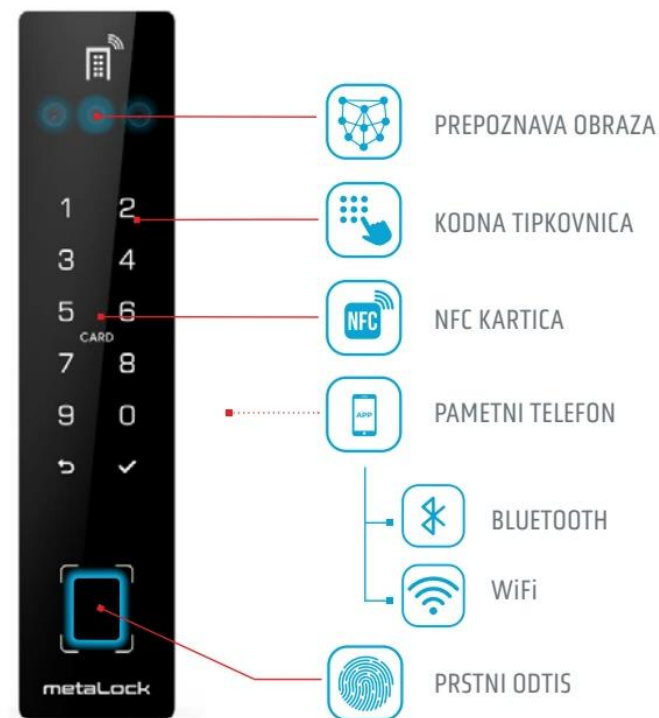 PREPOZNAVA OBRAZA
1 2
KODNA TIPKOVNICA
3 4
5 6
NFC
NFC KARTICA
CARD
7 8
9 0
APP
PAMETNI TELEFON
BLUETOOTH
WiFi
PRSTNI ODTIS
metaLock